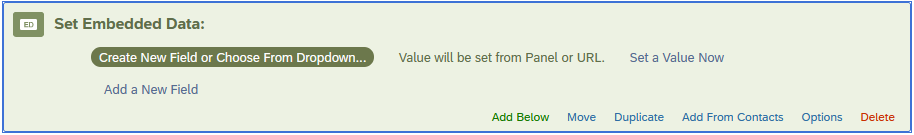 ED Set Embedded Data:
Create New Field or Choose From Dropdown... Value will be set from Panel or URL. Set a Value Now
Add a New Field
Add Below Move Duplicate Add From Contacts Options Delete